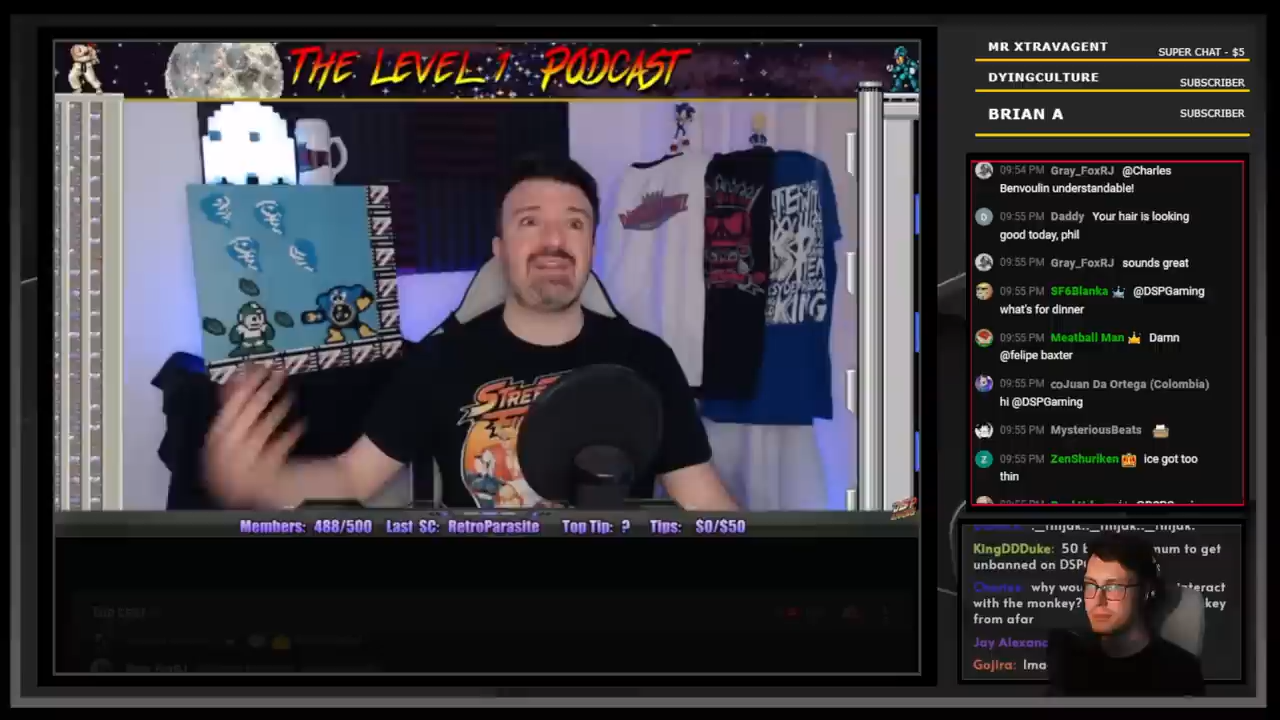 THE LEVEL 1 PODCAST
STREET
Members: 488/500 Last $C: RetroParasite Top Tip: ? Tips: $0/$50
MR XTRAVAGENT SUPER CHAT - $5
DYINGCULTURE SUBSCRIBER
BRIAN A SUBSCRIBER
09:54 PM Gray_FoxRJ @Charles
Benvoulin understandable!
09:55 PM Daddy Your hair is looking
good today, phil
09:55 PM Gray_FoxRJ sounds great
09:55 PM SF6Blanka @DSPGaming
what's for dinner
09:55 PM Meatball Man Damn
@felipe baxter
09:55 PM coJuan Da Ortega (Colombia)
hi @DSPGaming
09:55 PM MysteriousBeats
09:55 PM ZenShuriken ice got too
thin
KingDDDuke: 50 b
unbanned on DSP
num to get
why wou
with the monkey?
from afar
Jay Alexanc
Gojira: Ima